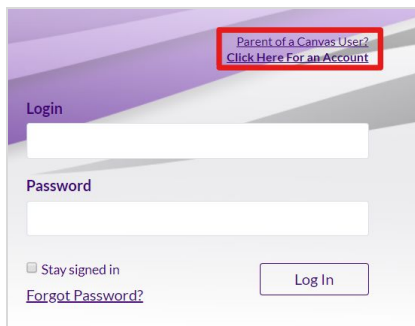 Parent of a Canvas User?
Click Here For an Account
Login
Password
Stay signed in
Log In
Forgot Password?